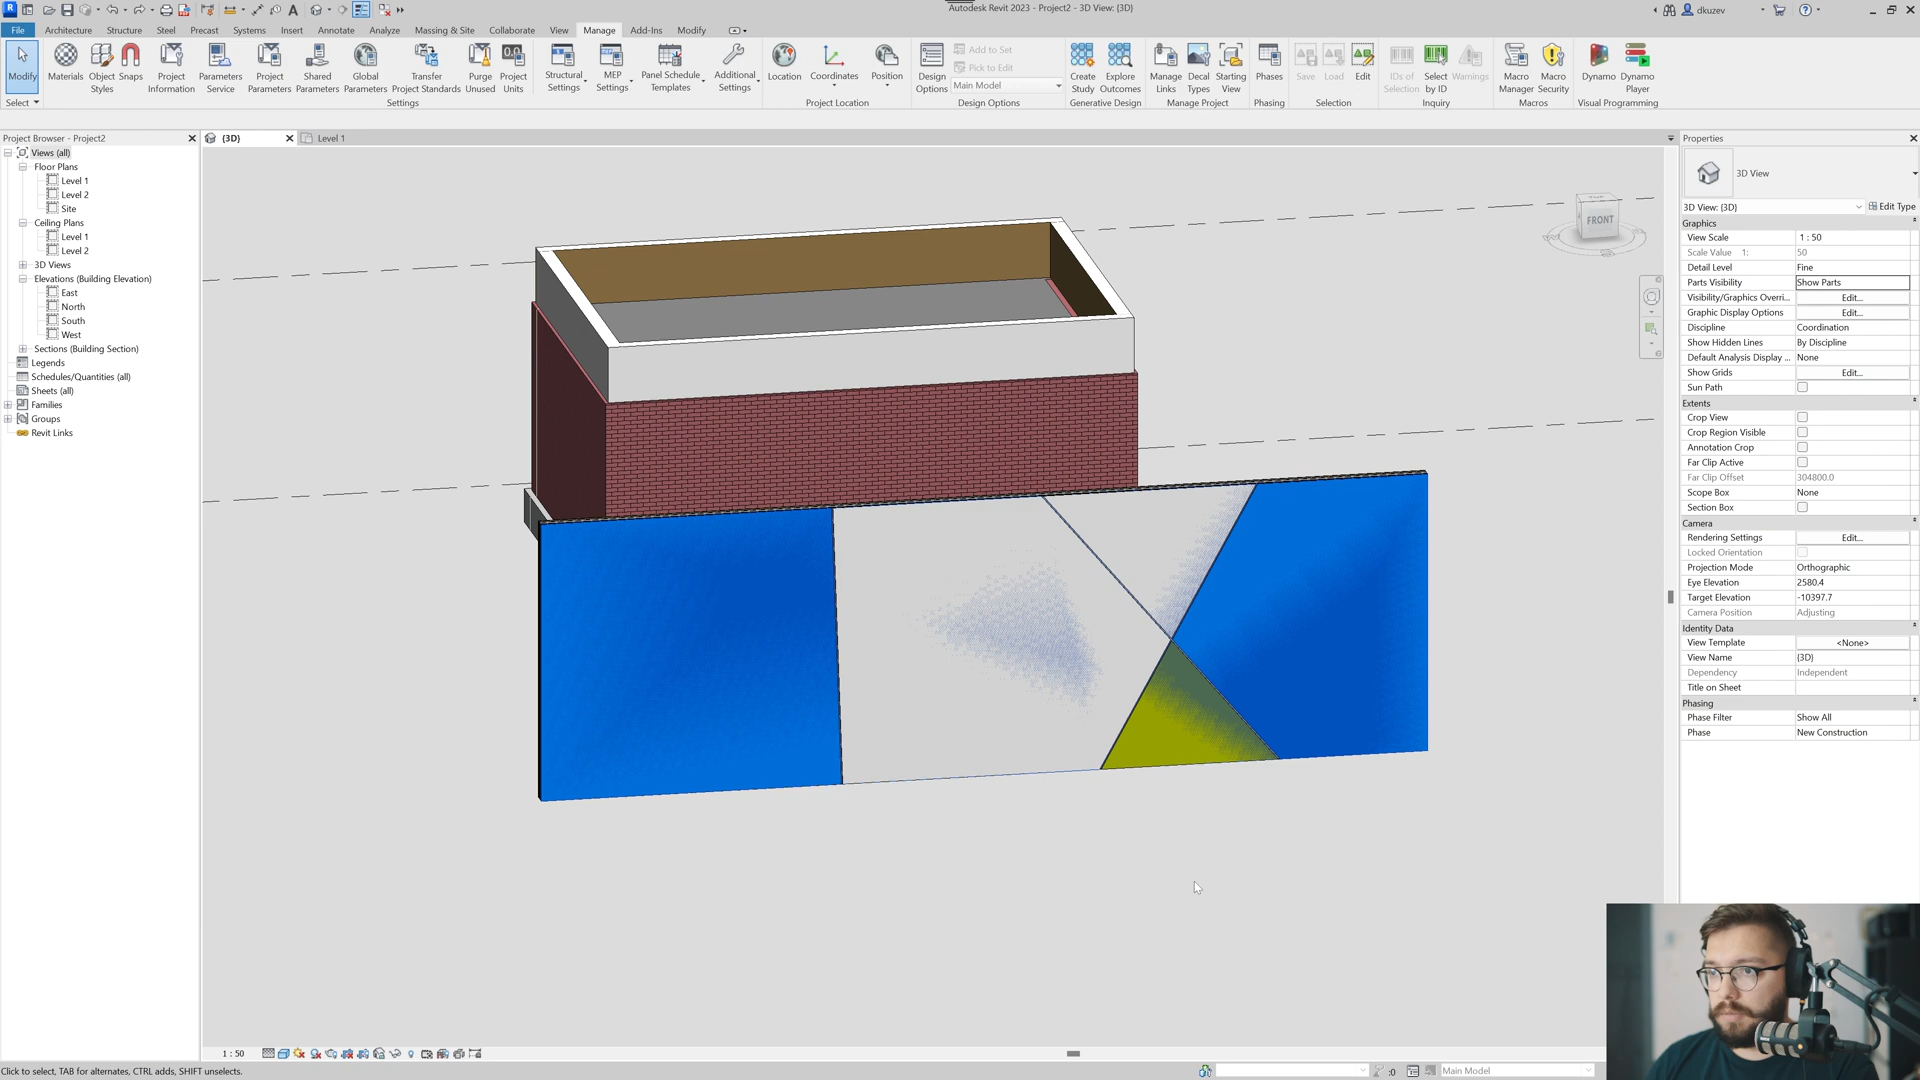 Autodesk Revit 2023 - Project2 - 3D View: {3D}
dkuzev
File Architecture Structure Steel Precast Systems Insert Annotate Analyze Massing & Site Collaborate View Manage Add-Ins Modify
Modify
Materials
Object Styles
Snaps
Project Information
Parameters Service
Project Parameters
Shared Parameters
Global Parameters
Transfer Project Standards
Purge Unused
Project Units
Structural Settings
MEP Settings
Panel Schedule Templates
Additional Settings
Location
Coordinates
Position
Design Options
Add to Set
Pick to Edit
Main Model
Create Study
Explore Outcomes
Manage Links
Decal Types
Starting View
Phases
Save
Load
Edit
IDs of Selection
Select by ID
Warnings
Macro Manager
Macro Security
Dynamo
Dynamo Player
Select Settings Project Location Design Options Generative Design Manage Project Phasing Selection Inquiry Macros Visual Programming
Project Browser - Project2
{3D}
Level 1
Views (all)
Floor Plans
Level 1
Level 2
Site
Ceiling Plans
Level 1
Level 2
3D Views
Elevations (Building Elevation)
East
North
South
West
Sections (Building Section)
Legends
Schedules/Quantities (all)
Sheets (all)
Families
Groups
Revit Links
FRONT
Properties
3D View
3D View: {3D} Edit Type
Graphics
View Scale 1 : 50
Scale Value 1: 50
Detail Level Fine
Parts Visibility Show Parts
Visibility/Graphics Overri... Edit...
Graphic Display Options Edit...
Discipline Coordination
Show Hidden Lines By Discipline
Default Analysis Display ... None
Show Grids Edit...
Sun Path
Extents
Crop View
Crop Region Visible
Annotation Crop
Far Clip Active
Far Clip Offset 304800.0
Scope Box None
Section Box
Camera
Rendering Settings Edit...
Locked Orientation
Projection Mode Orthographic
Eye Elevation 2580.4
Target Elevation -10397.7
Camera Position Adjusting
Identity Data
View Template <None>
View Name {3D}
Dependency Independent
Title on Sheet
Phasing
Phase Filter Show All
Phase New Construction
1 : 50
Click to select, TAB for alternates, CTRL adds, SHIFT unselects.
:0
Main Model